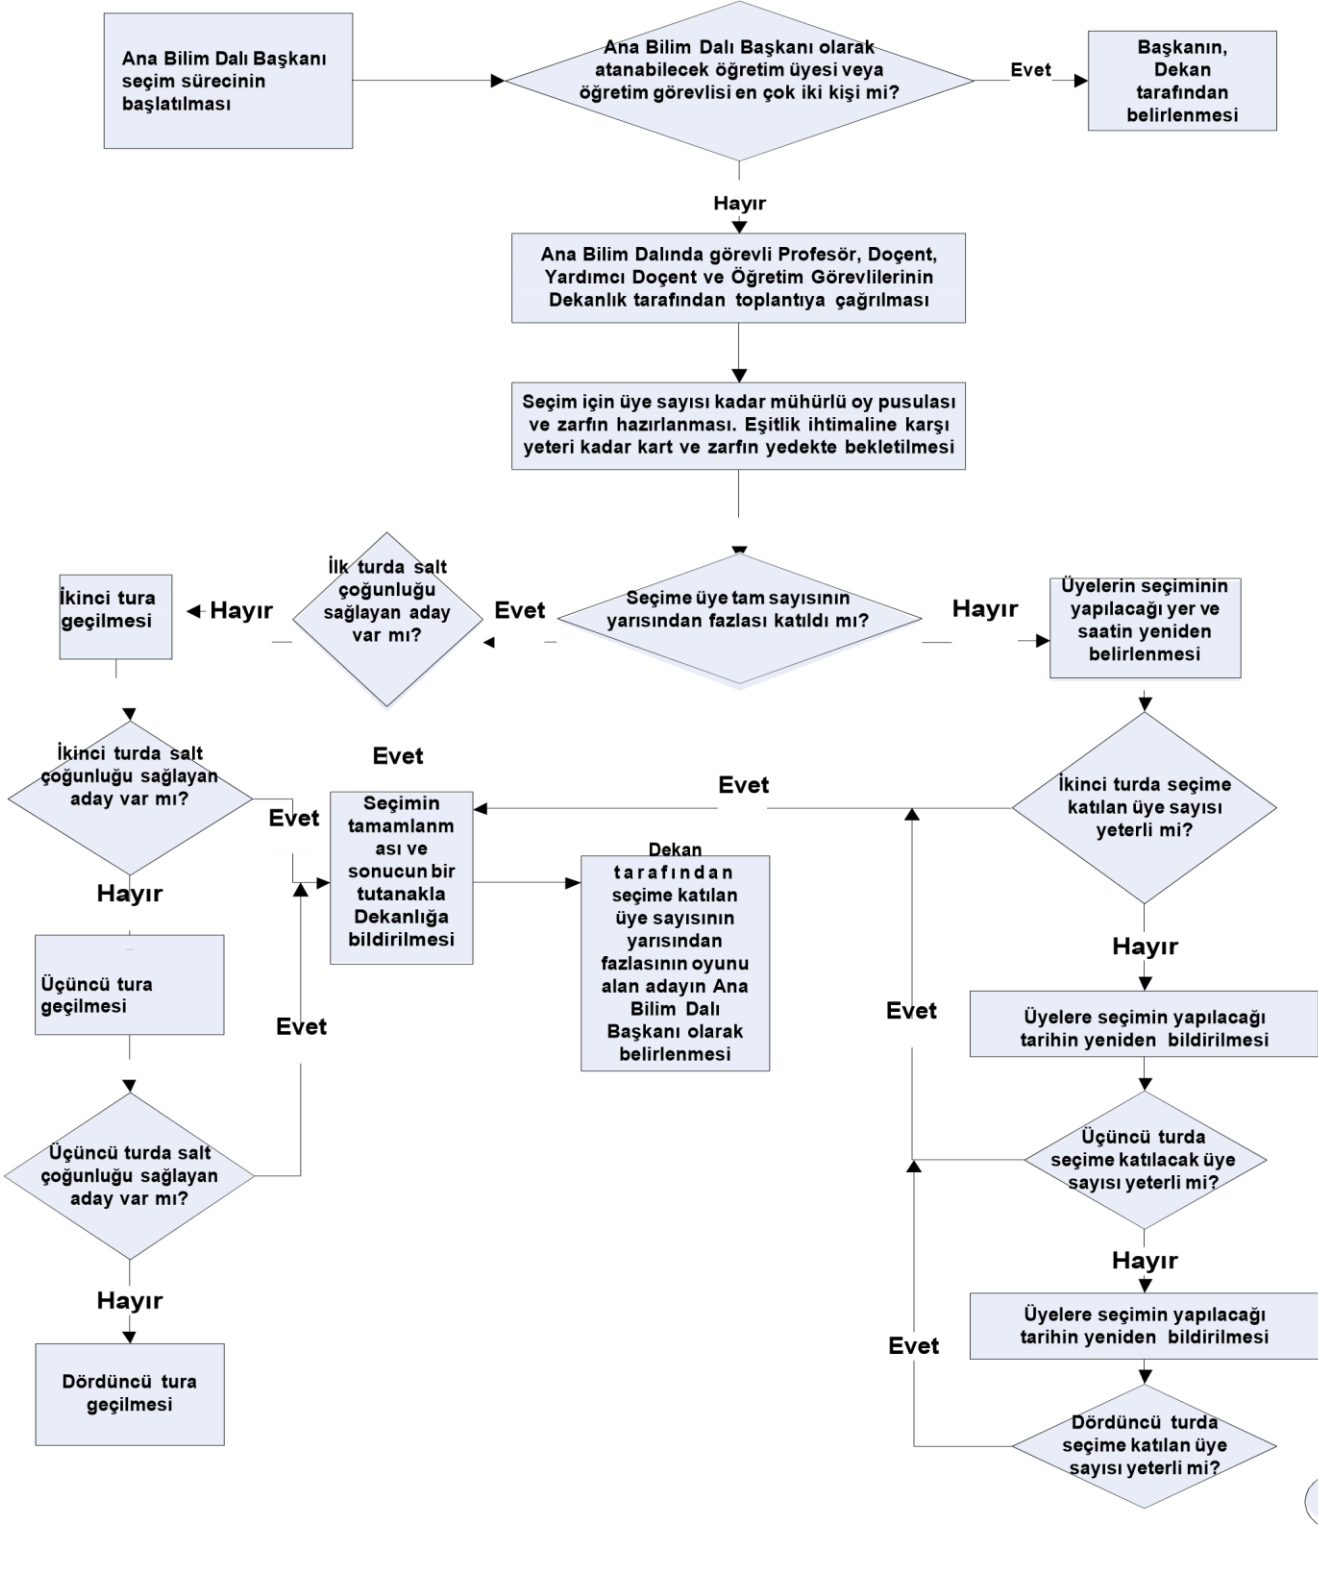 Ana Bilim Dalı Başkanı
seçim sürecinin
başlatılması
Ana Bilim Dalı Başkanı olarak
atanabilecek öğretim üyesi veya
öğretim görevlisi en çok iki kişi mi?
Evet
Başkanın,
Dekan
tarafından
belirlenmesi
Hayır
Ana Bilim Dalında görevli Profesör, Doçent,
Yardımcı Doçent ve Öğretim Görevlilerinin
Dekanlık tarafından toplantıya çağrılması
Seçim için üye sayısı kadar mühürlü oy pusulası
ve zarfın hazırlanması. Eşitlik ihtimaline karşı
yeteri kadar kart ve zarfın yedekte bekletilmesi
Seçime üye tam sayısının
yarısından fazlası katıldı mı?
Evet
İlk turda salt
çoğunluğu
sağlayan aday
var mı?
Hayır
İkinci tura
geçilmesi
Hayır
Üyelerin seçiminin
yapılacağı yer ve
saatin yeniden
belirlenmesi
İkinci turda salt
çoğunluğu sağlayan
aday var mı?
Evet
Evet
Seçimin
tamamlanm
ası ve
sonucun bir
tutanakla
Dekanlığa
bildirilmesi
Evet
İkinci turda seçime
katılan üye sayısı
yeterli mi?
Dekan
tarafından
seçime katılan
üye sayısının
yarısından
fazlasının oyunu
alan adayın Ana
Bilim Dalı
Başkanı olarak
belirlenmesi
Hayır
Üçüncü tura
geçilmesi
Evet
Hayır
Üyelere seçimin yapılacağı
tarihin yeniden bildirilmesi
Evet
Üçüncü turda salt
çoğunluğu sağlayan
aday var mı?
Üçüncü turda
seçime katılacak üye
sayısı yeterli mi?
Hayır
Dördüncü tura
geçilmesi
Hayır
Üyelere seçimin yapılacağı
tarihin yeniden bildirilmesi
Evet
Dördüncü turda
seçime katılan üye
sayısı yeterli mi?